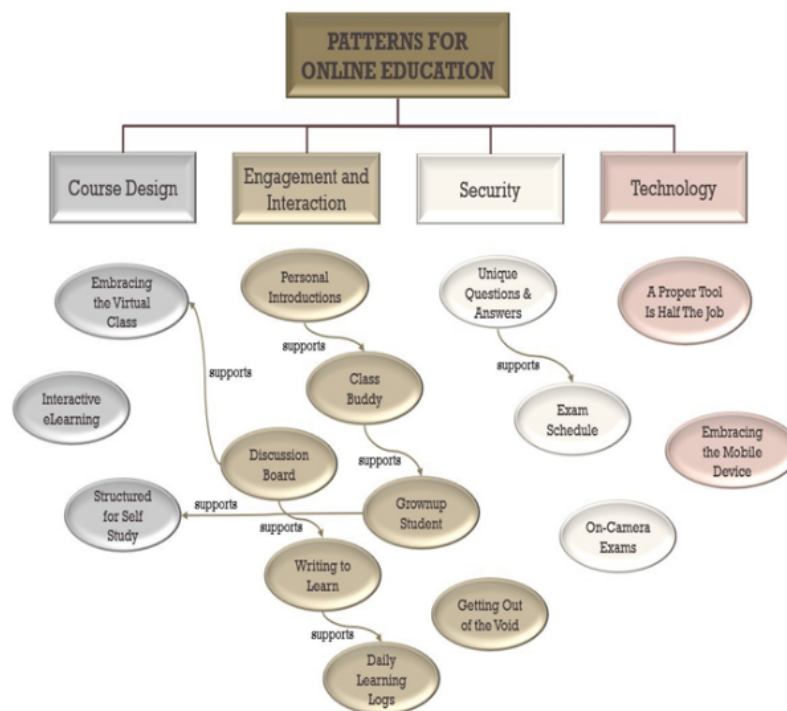 PATTERNS FOR
ONLINE EDUCATION
Course Design
Engagement and
Interaction
Security
Technology
Embracing
the Virtual
Class
Personal
Introductions
Unique
Questions &
Answers
A Proper Tool
Is Half The Job
supports
supports
supports
Interactive
eLearning
Class
Buddy
Exam
Schedule
Embracing
the Mobile
Device
Discussion
Board
supports
Structured
for Self
Study
supports
Grownup
Student
supports
On-Camera
Exams
Writing to
Learn
Getting Out
of the Void
supports
Daily
Learning
Logs